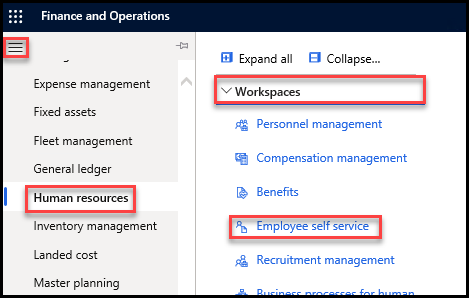 Finance and Operations
Expense management
Fixed assets
Fleet management
General ledger
Human resources
Inventory management
Landed cost
Master planning
Expand all
Collapse...
Workspaces
Personnel management
Compensation management
Benefits
Employee self service
Recruitment management
Business processes for human